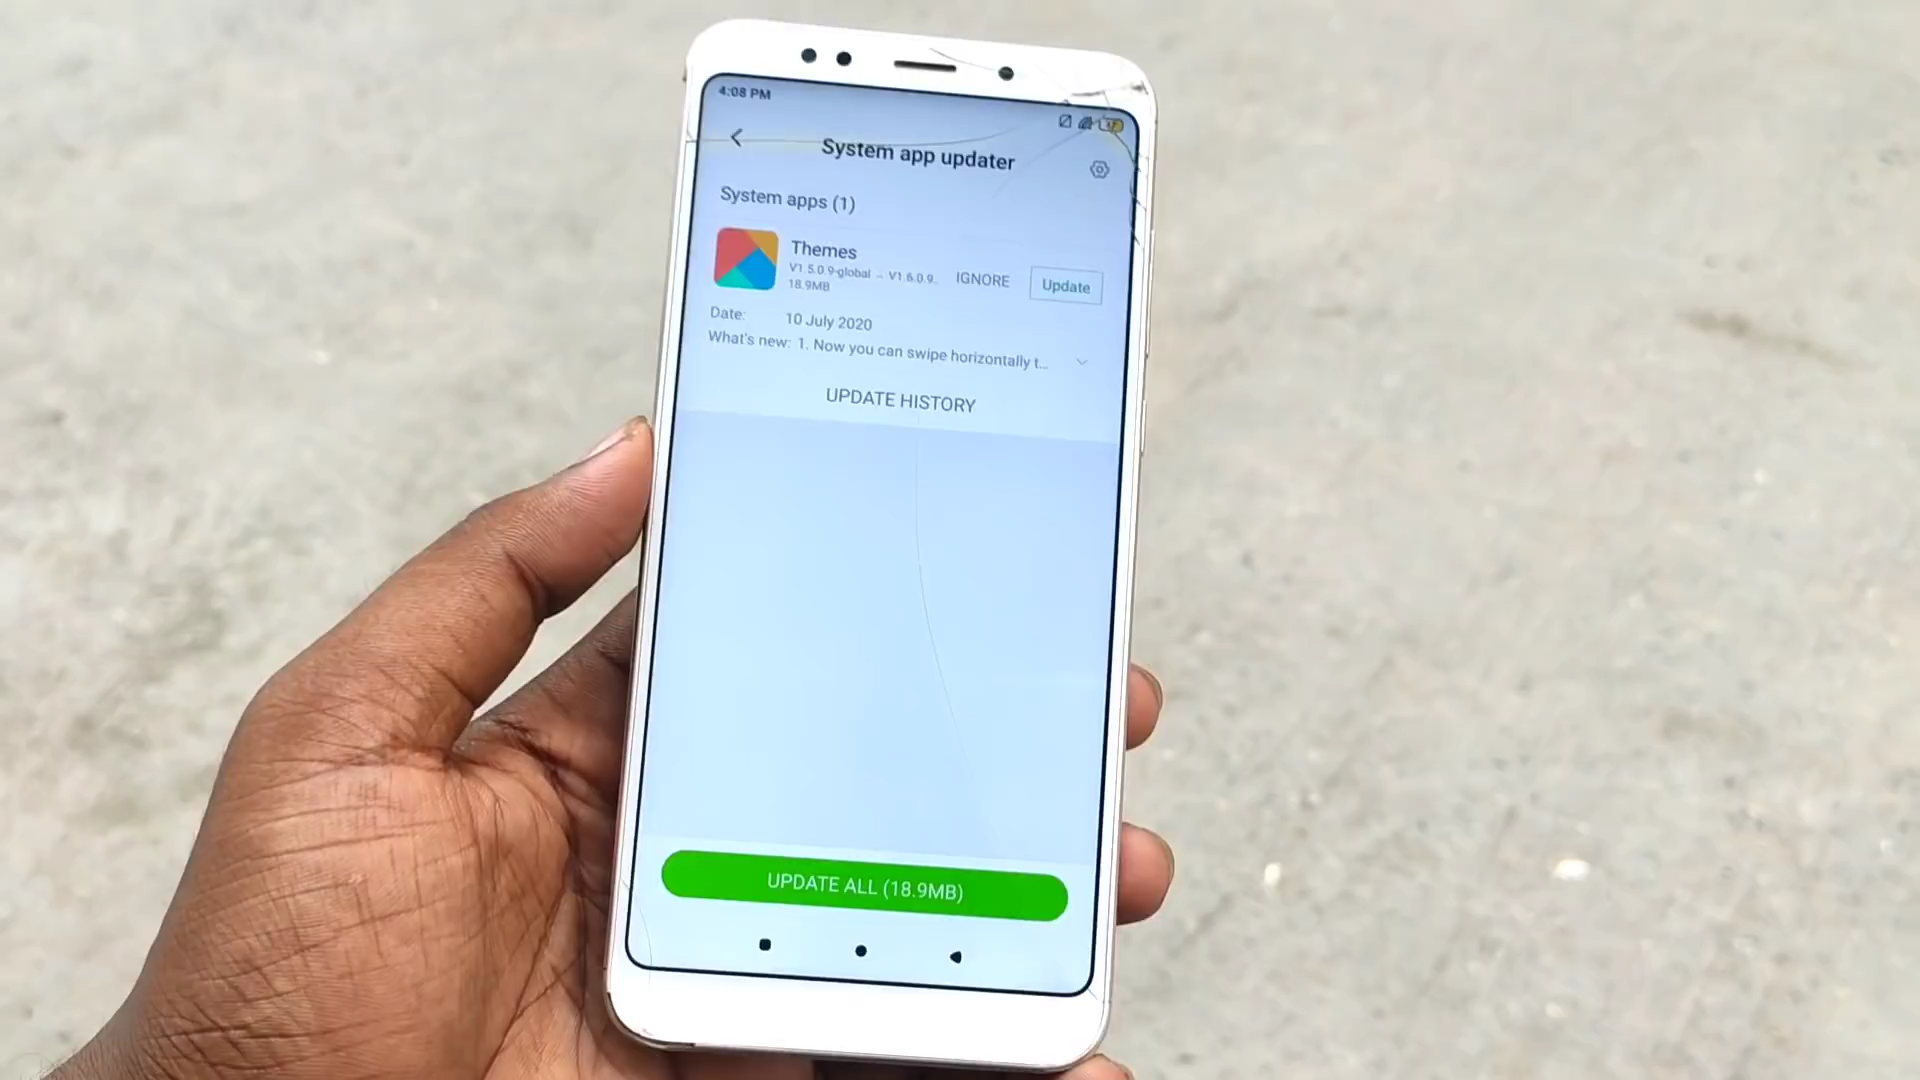 4:08 PM
System app updater
System apps (1)
Themes
V1.5.0.9-global → V1.6.0.9..
18.9MB
IGNORE
Update
Date: 10 July 2020
What's new: 1. Now you can swipe horizontally t...
UPDATE HISTORY
UPDATE ALL (18.9MB)